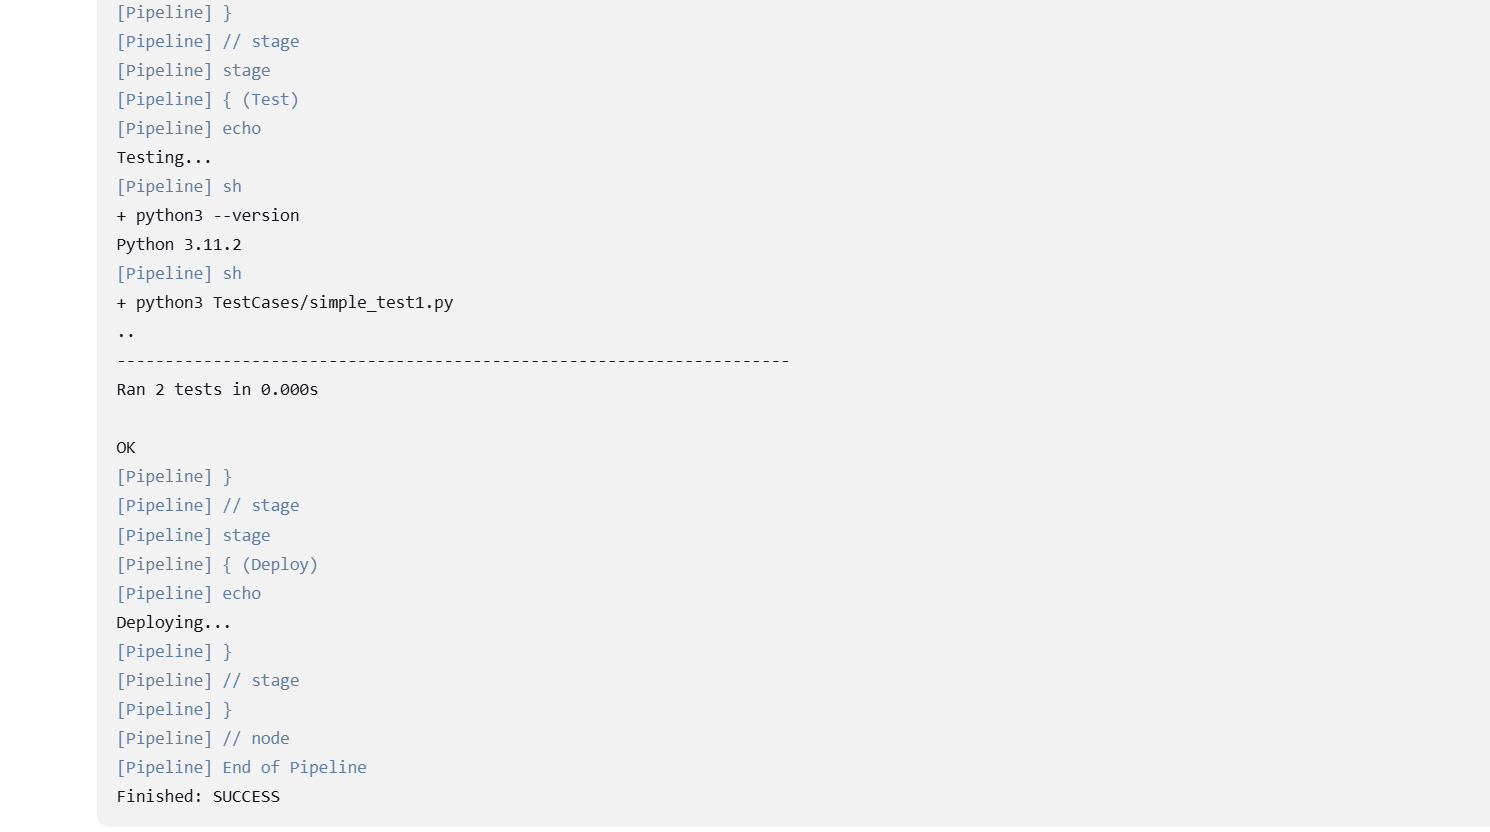 [Pipeline] }
[Pipeline] // stage
[Pipeline] stage
[Pipeline] { (Test)
[Pipeline] echo
Testing...
[Pipeline] sh
+ python3 --version
Python 3.11.2
[Pipeline] sh
+ python3 TestCases/simple_test1.py
..
----------------------------------------------------------------------
Ran 2 tests in 0.000s

OK
[Pipeline] }
[Pipeline] // stage
[Pipeline] stage
[Pipeline] { (Deploy)
[Pipeline] echo
Deploying...
[Pipeline] }
[Pipeline] // stage
[Pipeline] }
[Pipeline] // node
[Pipeline] End of Pipeline
Finished: SUCCESS